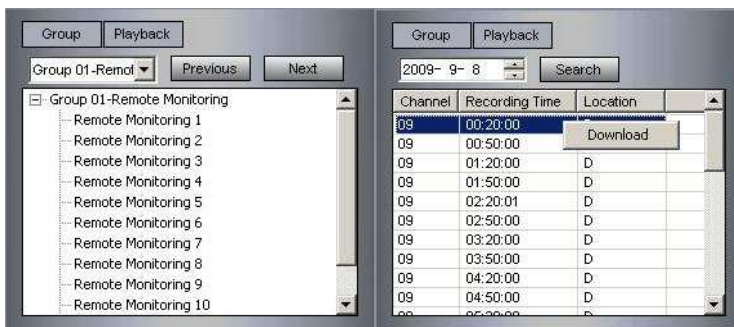 Group Playback
Group 01-Remot Previous Next
Group 01-Remote Monitoring
Remote Monitoring 1
Remote Monitoring 2
Remote Monitoring 3
Remote Monitoring 4
Remote Monitoring 5
Remote Monitoring 6
Remote Monitoring 7
Remote Monitoring 8
Remote Monitoring 9
Remote Monitoring 10
Group Playback
2009- 9- 8 Search
Channel Recording Time Location
09 00:20:00
Download
09 00:50:00
09 01:20:00 D
09 01:50:00 D
09 02:20:01 D
09 02:50:00 D
09 03:20:00 D
09 03:50:00 D
09 04:20:00 D
09 04:50:00 D